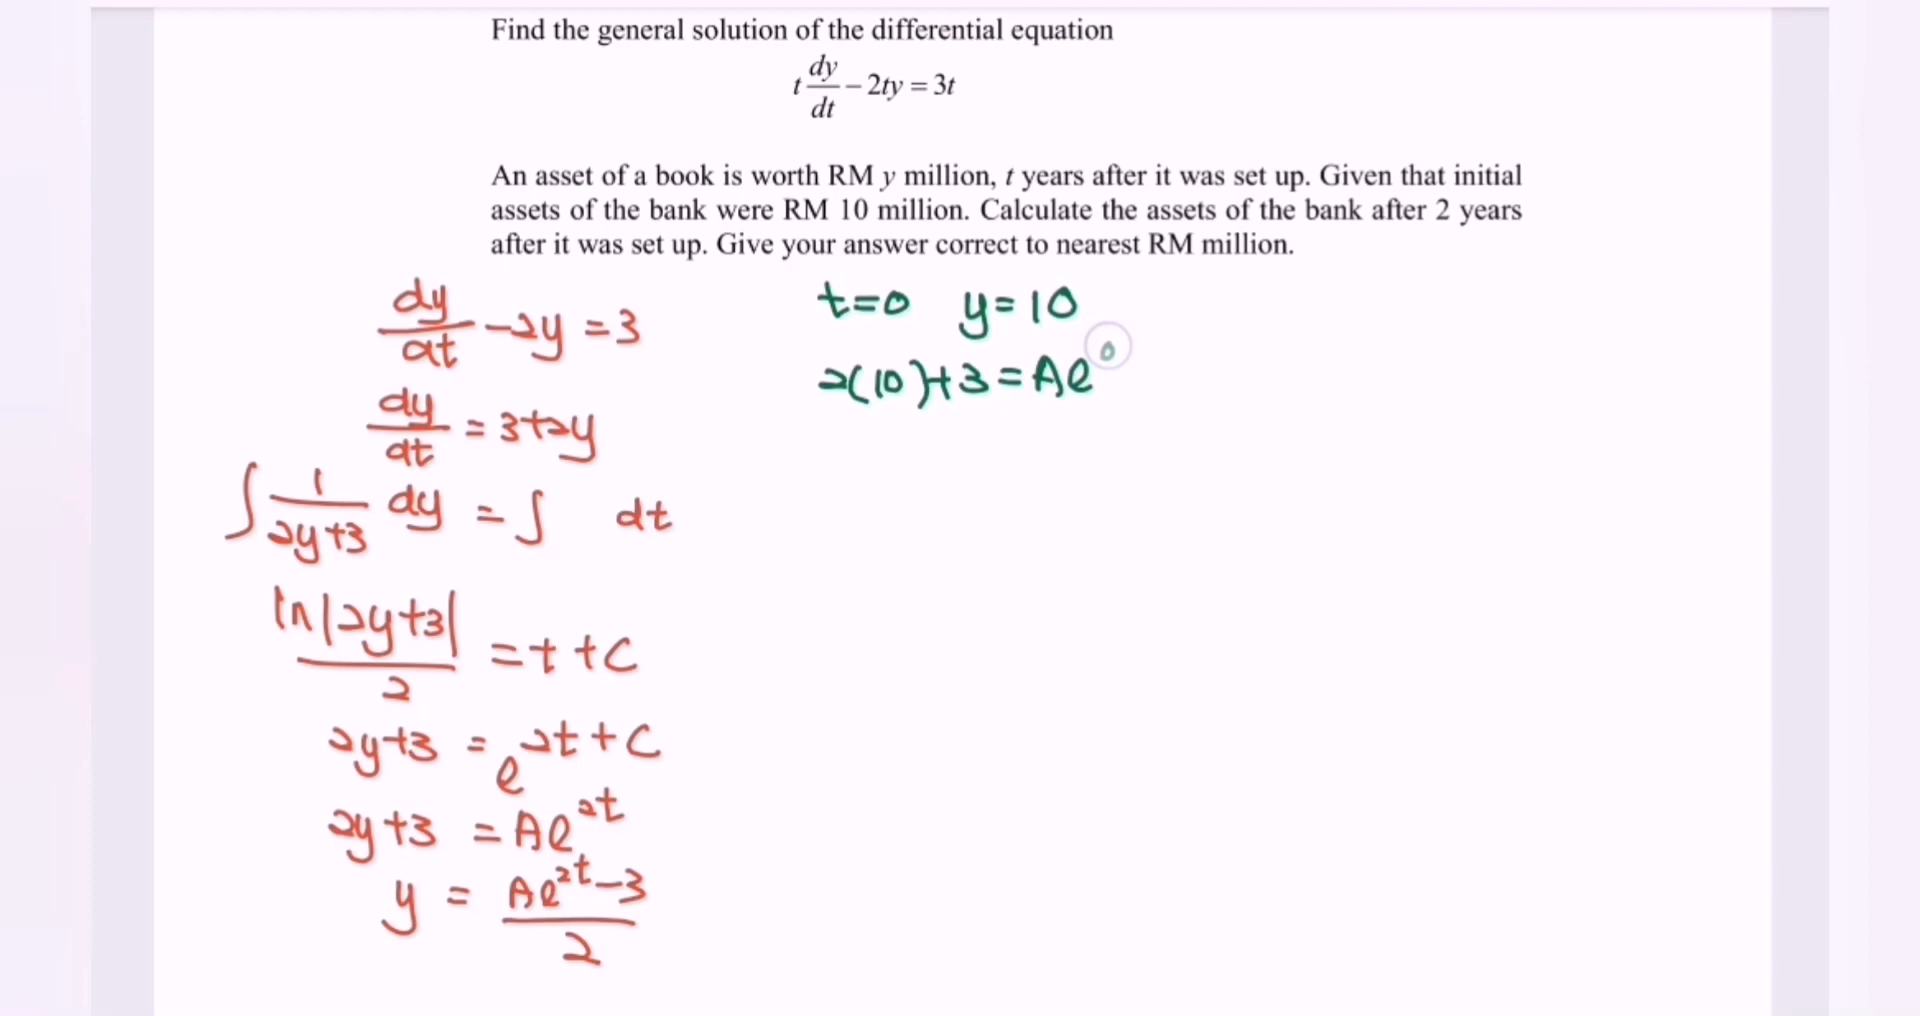 Find the general solution of the differential equation
t dy/dt − 2ty = 3t
An asset of a book is worth RM y million, t years after it was set up. Given that initial
assets of the bank were RM 10 million. Calculate the assets of the bank after 2 years
after it was set up. Give your answer correct to nearest RM million.
dy/dt − 2y = 3
dy/dt = 3+2y
∫ 1/(2y+3) dy = ∫ dt
ln|2y+3| / 2 = t + c
2y+3 = e^(2t+c)
2y+3 = Ae^(2t)
y = (Ae^(2t) − 3) / 2
t=0 y=10
2(10)+3 = Ae^0